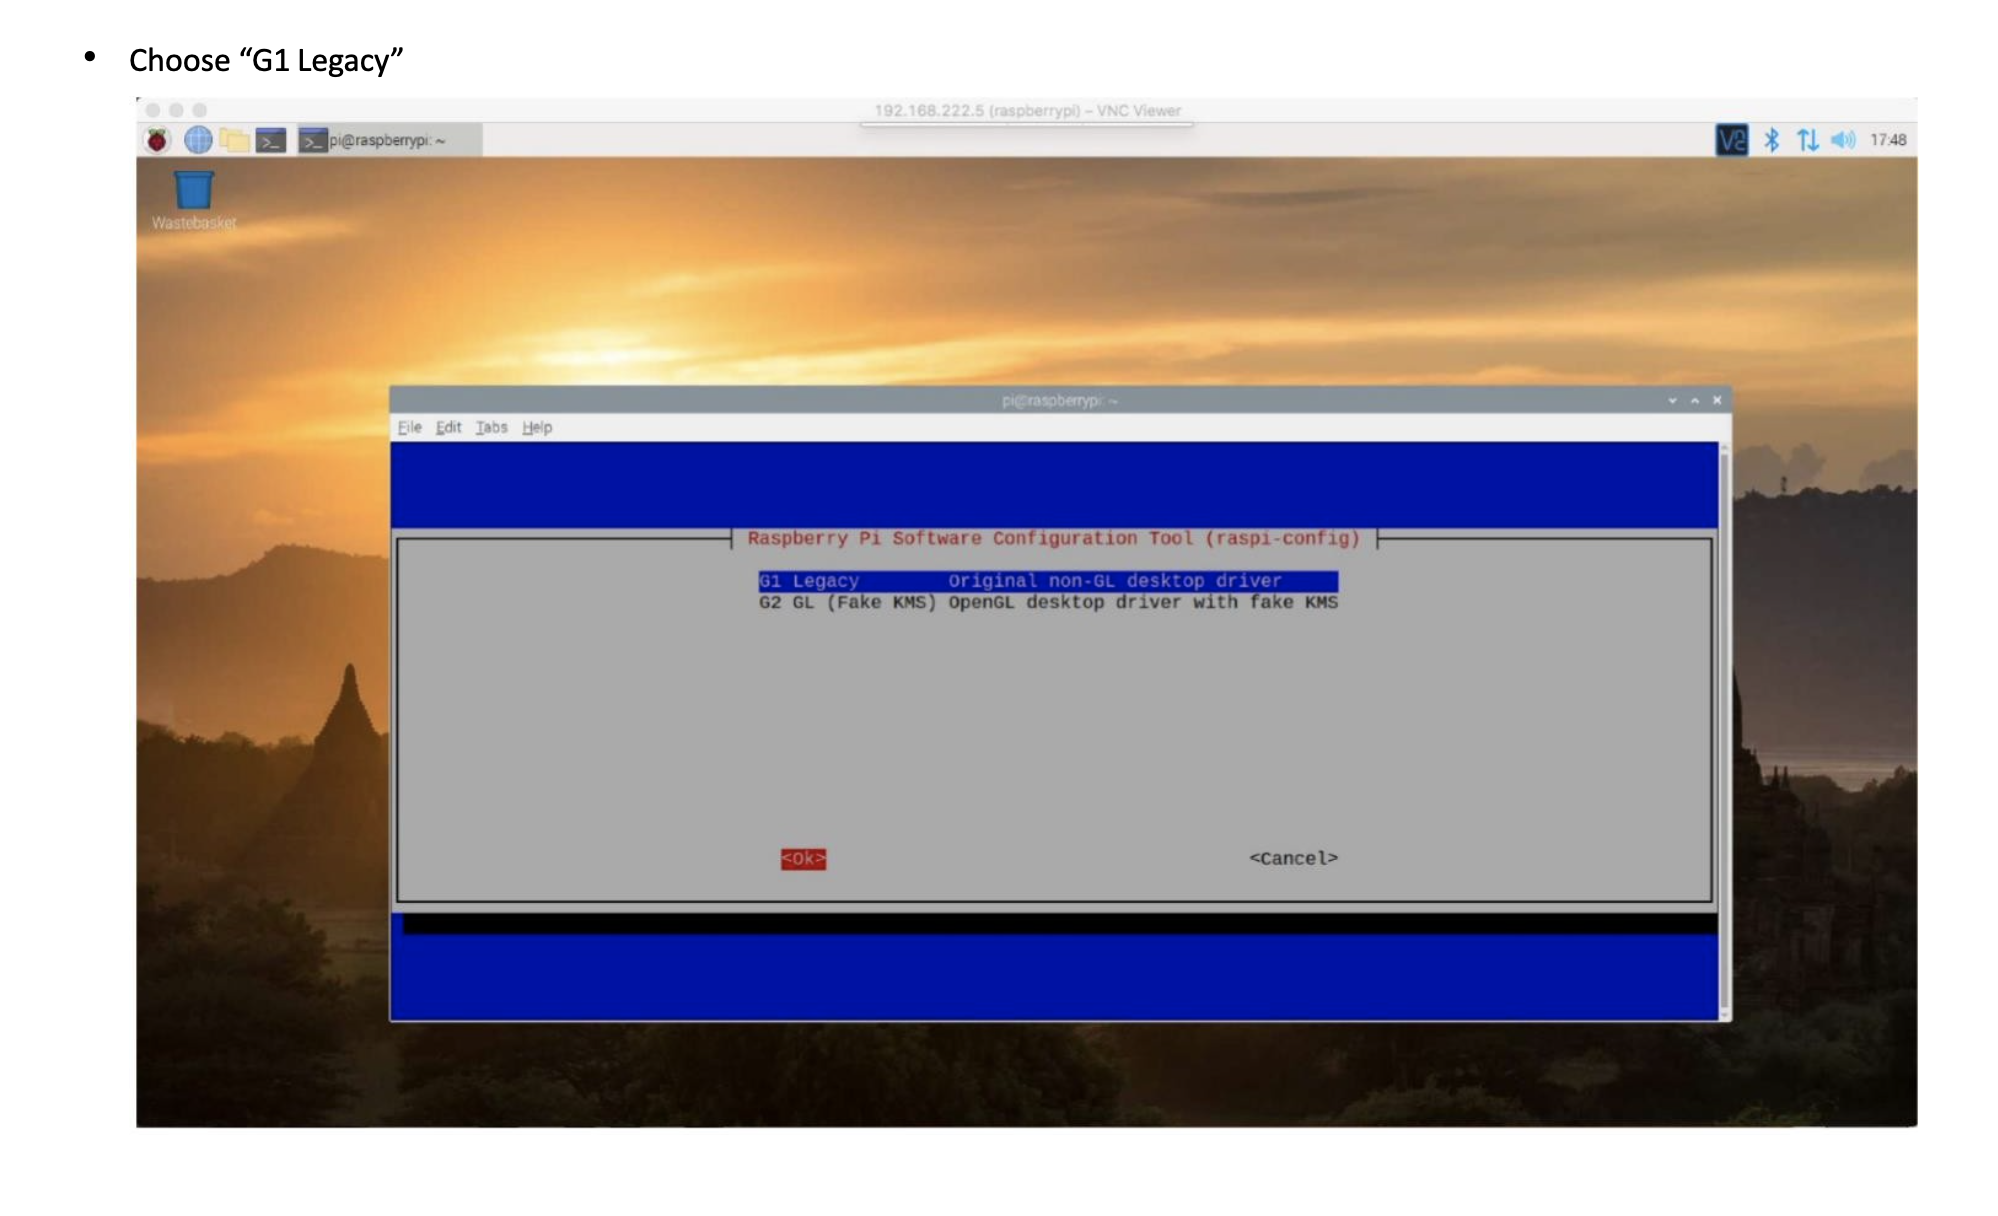 • Choose “G1 Legacy”
192.168.222.5 (raspberrypi) – VNC Viewer
pi@raspberrypi: ~
17:48
Wastebasket
pi@raspberrypi: ~
File Edit Tabs Help
Raspberry Pi Software Configuration Tool (raspi-config)
G1 Legacy Original non-GL desktop driver
G2 GL (Fake KMS) OpenGL desktop driver with fake KMS
<Ok> <Cancel>